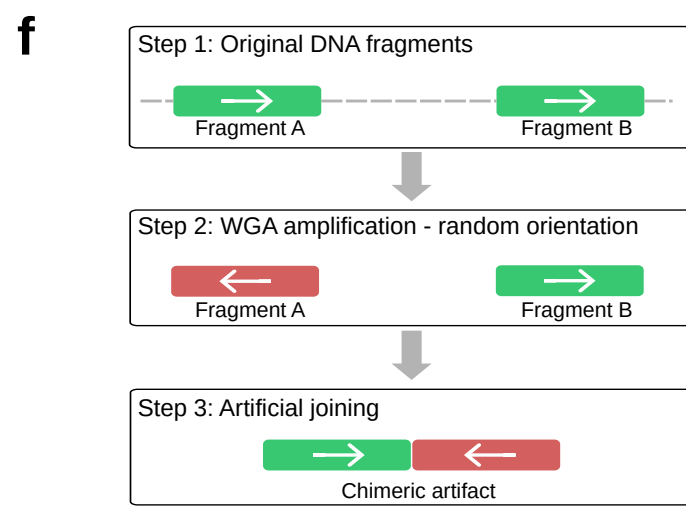 f
Step 1: Original DNA fragments
Fragment A
Fragment B
Step 2: WGA amplification - random orientation
Fragment A
Fragment B
Step 3: Artificial joining
Chimeric artifact